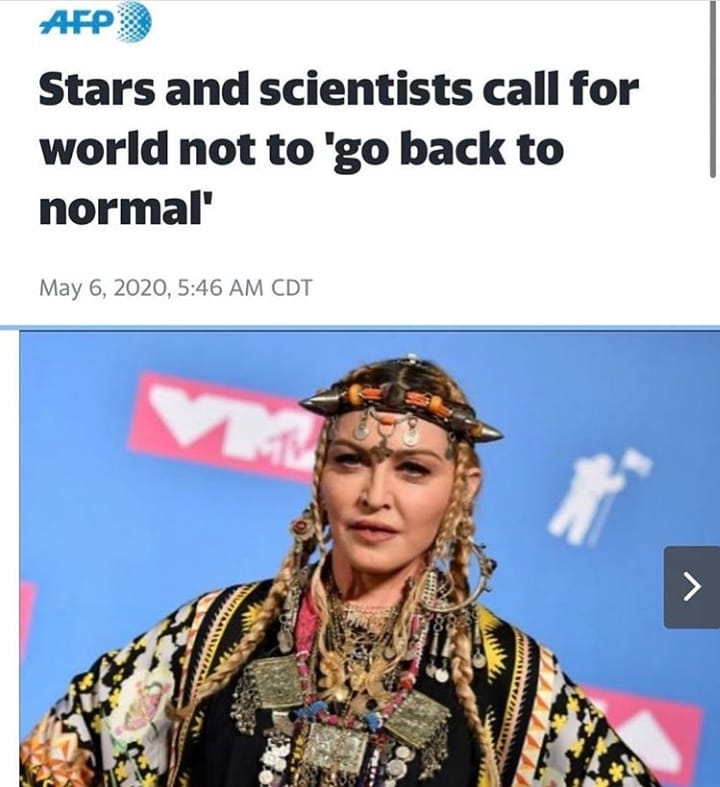 AFP
Stars and scientists call for
world not to 'go back to
normal'
May 6, 2020, 5:46 AM CDT
VM
MTV